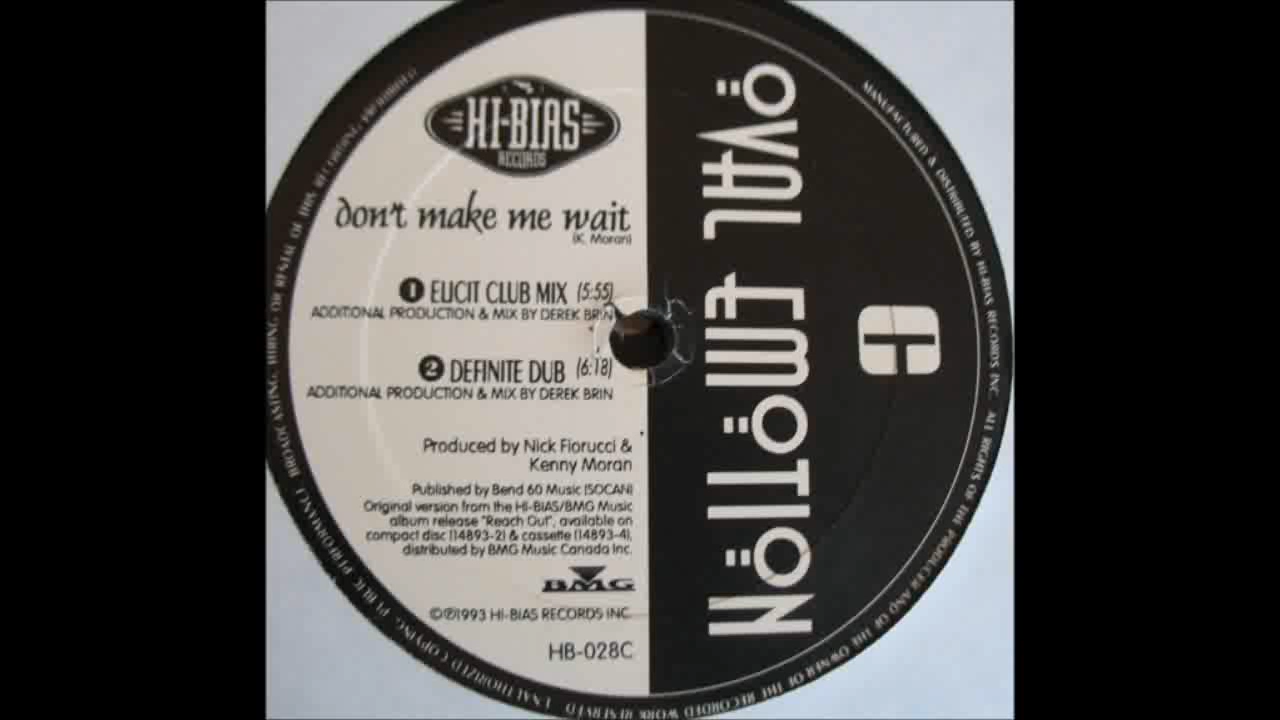 HI-BIAS
RECORDS
don't make me wait
(K. Moran)
1 ELICIT CLUB MIX (5:55)
ADDITIONAL PRODUCTION & MIX BY DEREK BRIN
2 DEFINITE DUB (6:18)
ADDITIONAL PRODUCTION & MIX BY DEREK BRIN
Produced by Nick Fiorucci &
Kenny Moran
Published by Bend 60 Music (SOCAN)
Original version from the HI-BIAS/BMG Music
album release "Reach Out", available on
compact disc (14893-2) & cassette (14893-4),
distributed by BMG Music Canada Inc.
BMG
©℗1993 HI-BIAS RECORDS INC.
HB-028C
ÖVAL EMÖTIÖN
C
MANUFACTURED & DISTRIBUTED BY HI-BIAS RECORDS INC. ALL RIGHTS OF THE PRODUCER AND OF THE OWNER OF THE RECORDED WORK RESERVED. UNAUTHORIZED COPYING, PUBLIC PERFORMANCE, BROADCASTING, HIRING OR RENTAL OF THIS RECORDING PROHIBITED